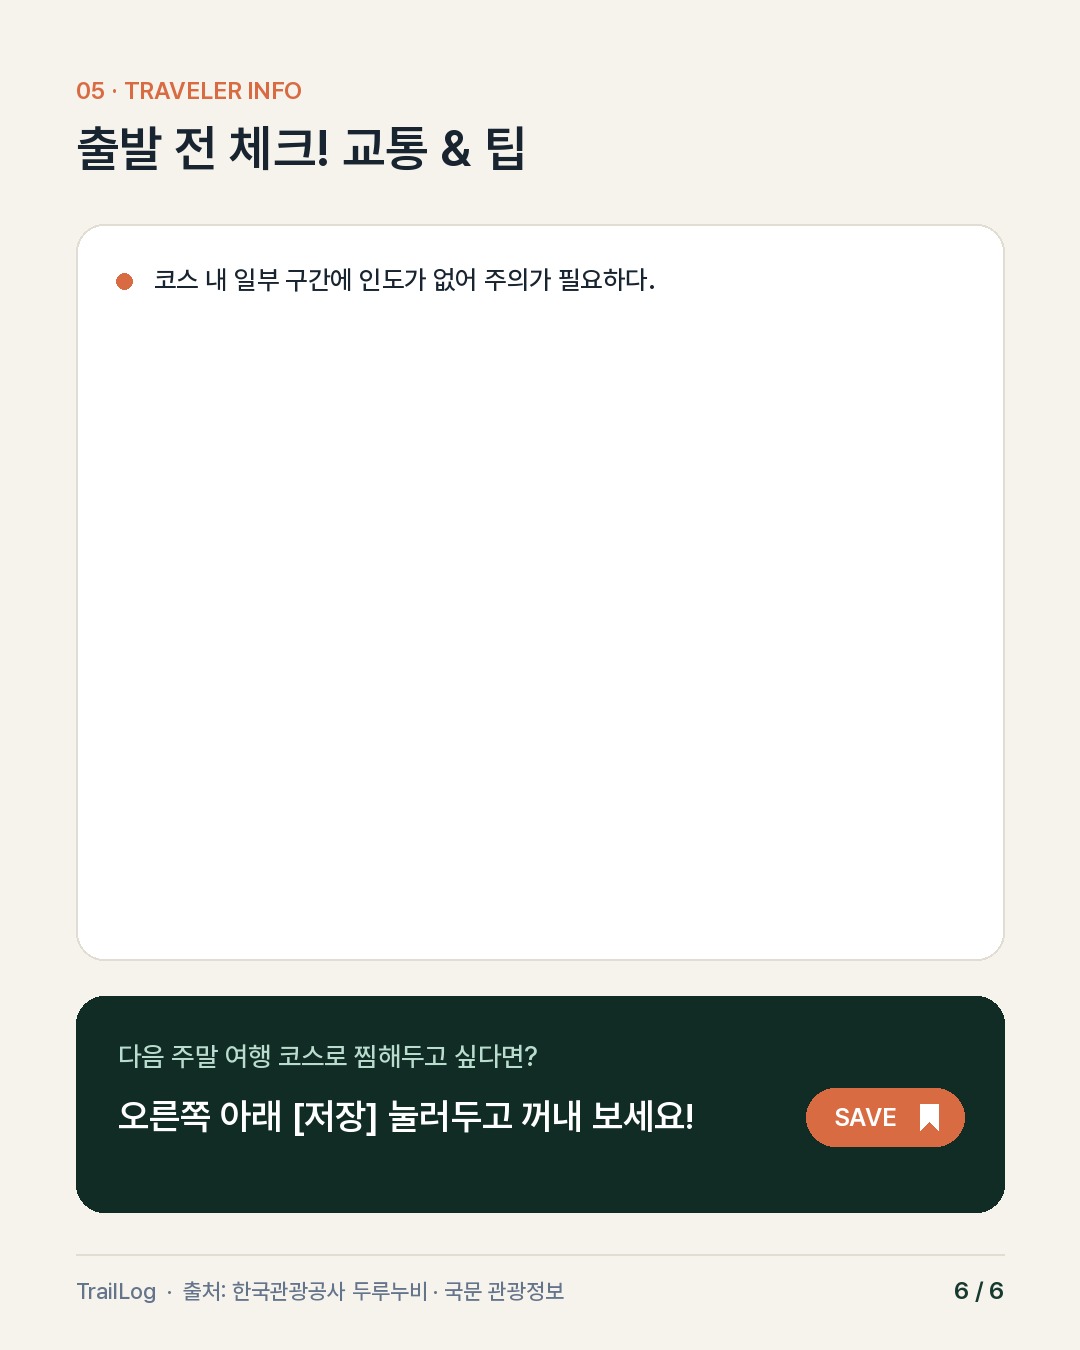 05 · TRAVELER INFO
출발 전 체크! 교통 & 팁
코스 내 일부 구간에 인도가 없어 주의가 필요하다.
다음 주말 여행 코스로 찜해두고 싶다면?
오른쪽 아래 [저장] 눌러두고 꺼내 보세요!
SAVE
TrailLog · 출처: 한국관광공사 두루누비 · 국문 관광정보
6 / 6